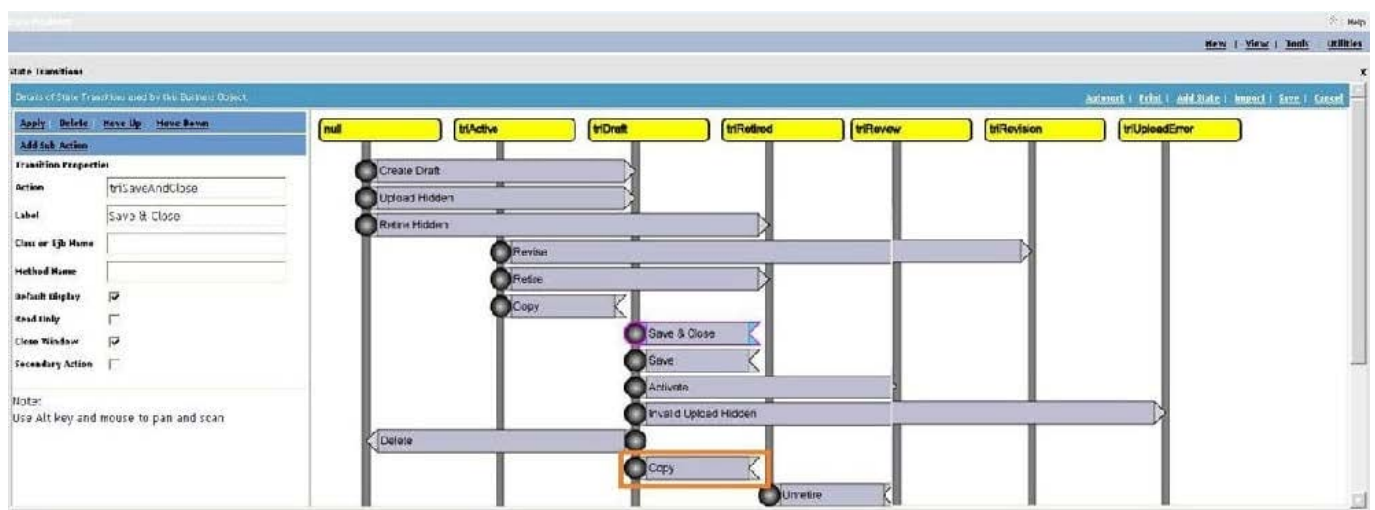 Help
New | View | Tools Utilities
State Transitions X
Details of State Transitions used by this Business Object. Autosort | Print | Add State | Import | Save | Cancel
Apply Delete Move Up Move Down
Add Sub Action
Transition Properties
Action triSaveAndClose
Label Save & Close
Class or Ejb Name
Method Name
Default Display
Read Only
Close Window
Secondary Action
Note:
Use Alt key and mouse to pan and scan
null triActive triDraft triRetired triReview triRevision triUploadError
Create Draft
Upload Hidden
Retire Hidden
Revise
Retire
Copy
Save & Close
Save
Activate
Invalid Upload Hidden
Delete
Copy
Unretire